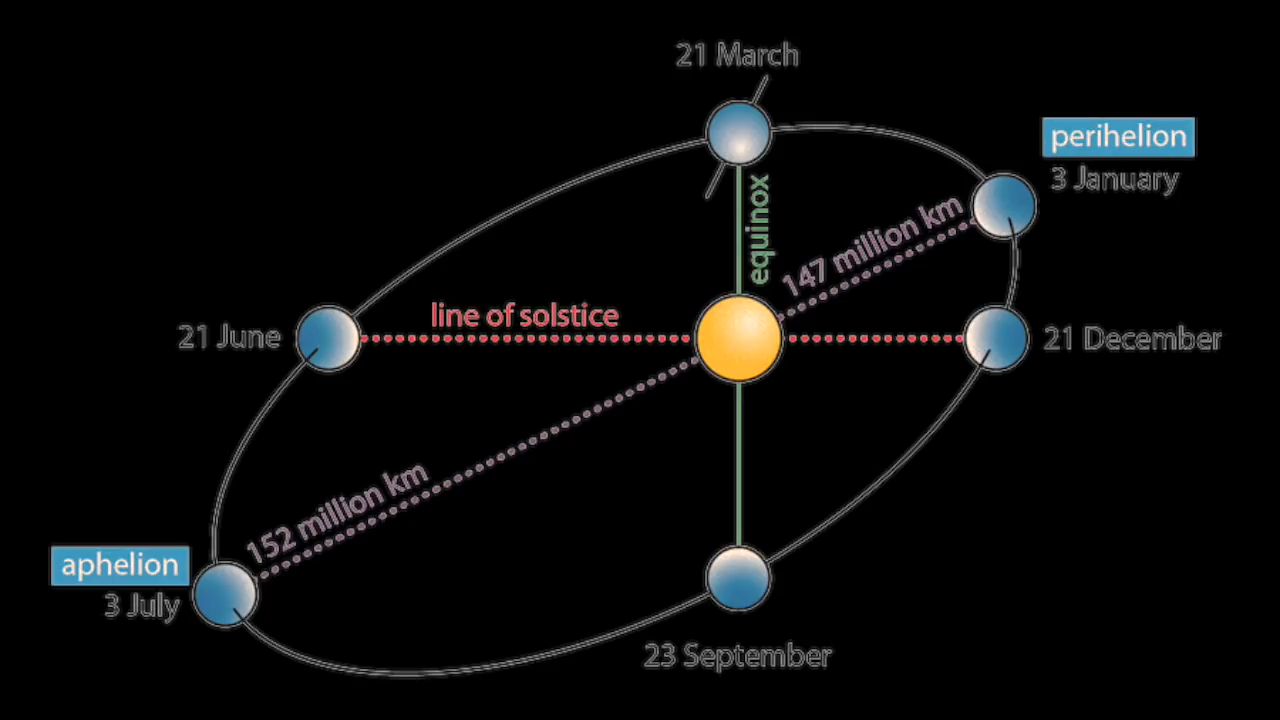 21 March
perihelion
3 January
equinox
147 million km
line of solstice
21 June
21 December
152 million km
aphelion
3 July
23 September